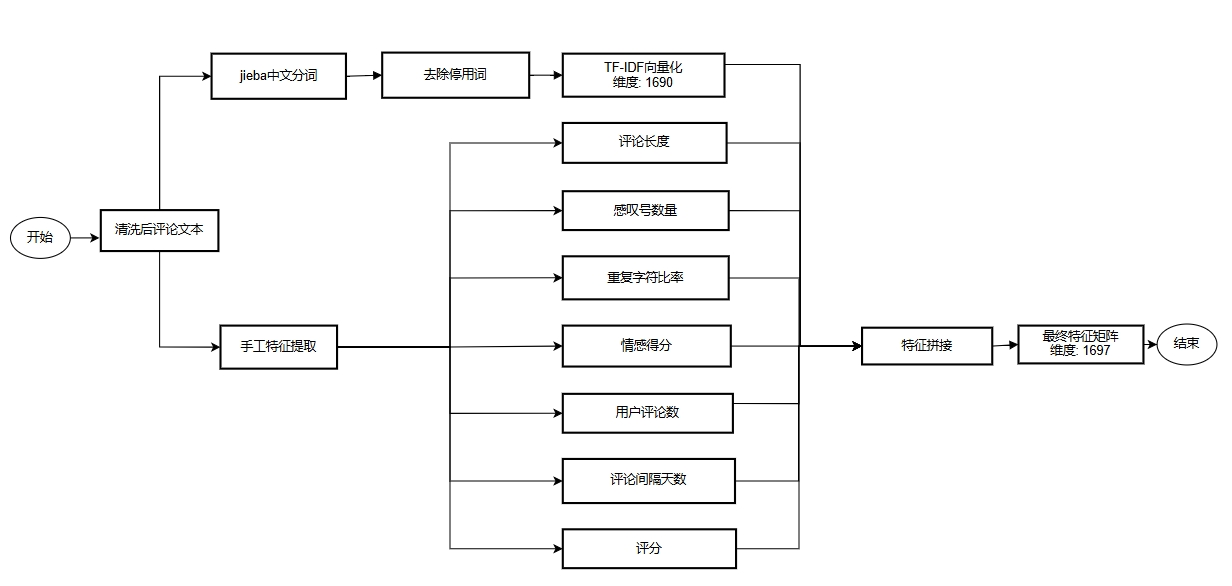 开始
清洗后评论文本
jieba中文分词
去除停用词
TF-IDF向量化
维度: 1690
手工特征提取
评论长度
感叹号数量
重复字符比率
情感得分
用户评论数
评论间隔天数
评分
特征拼接
最终特征矩阵
维度: 1697
结束